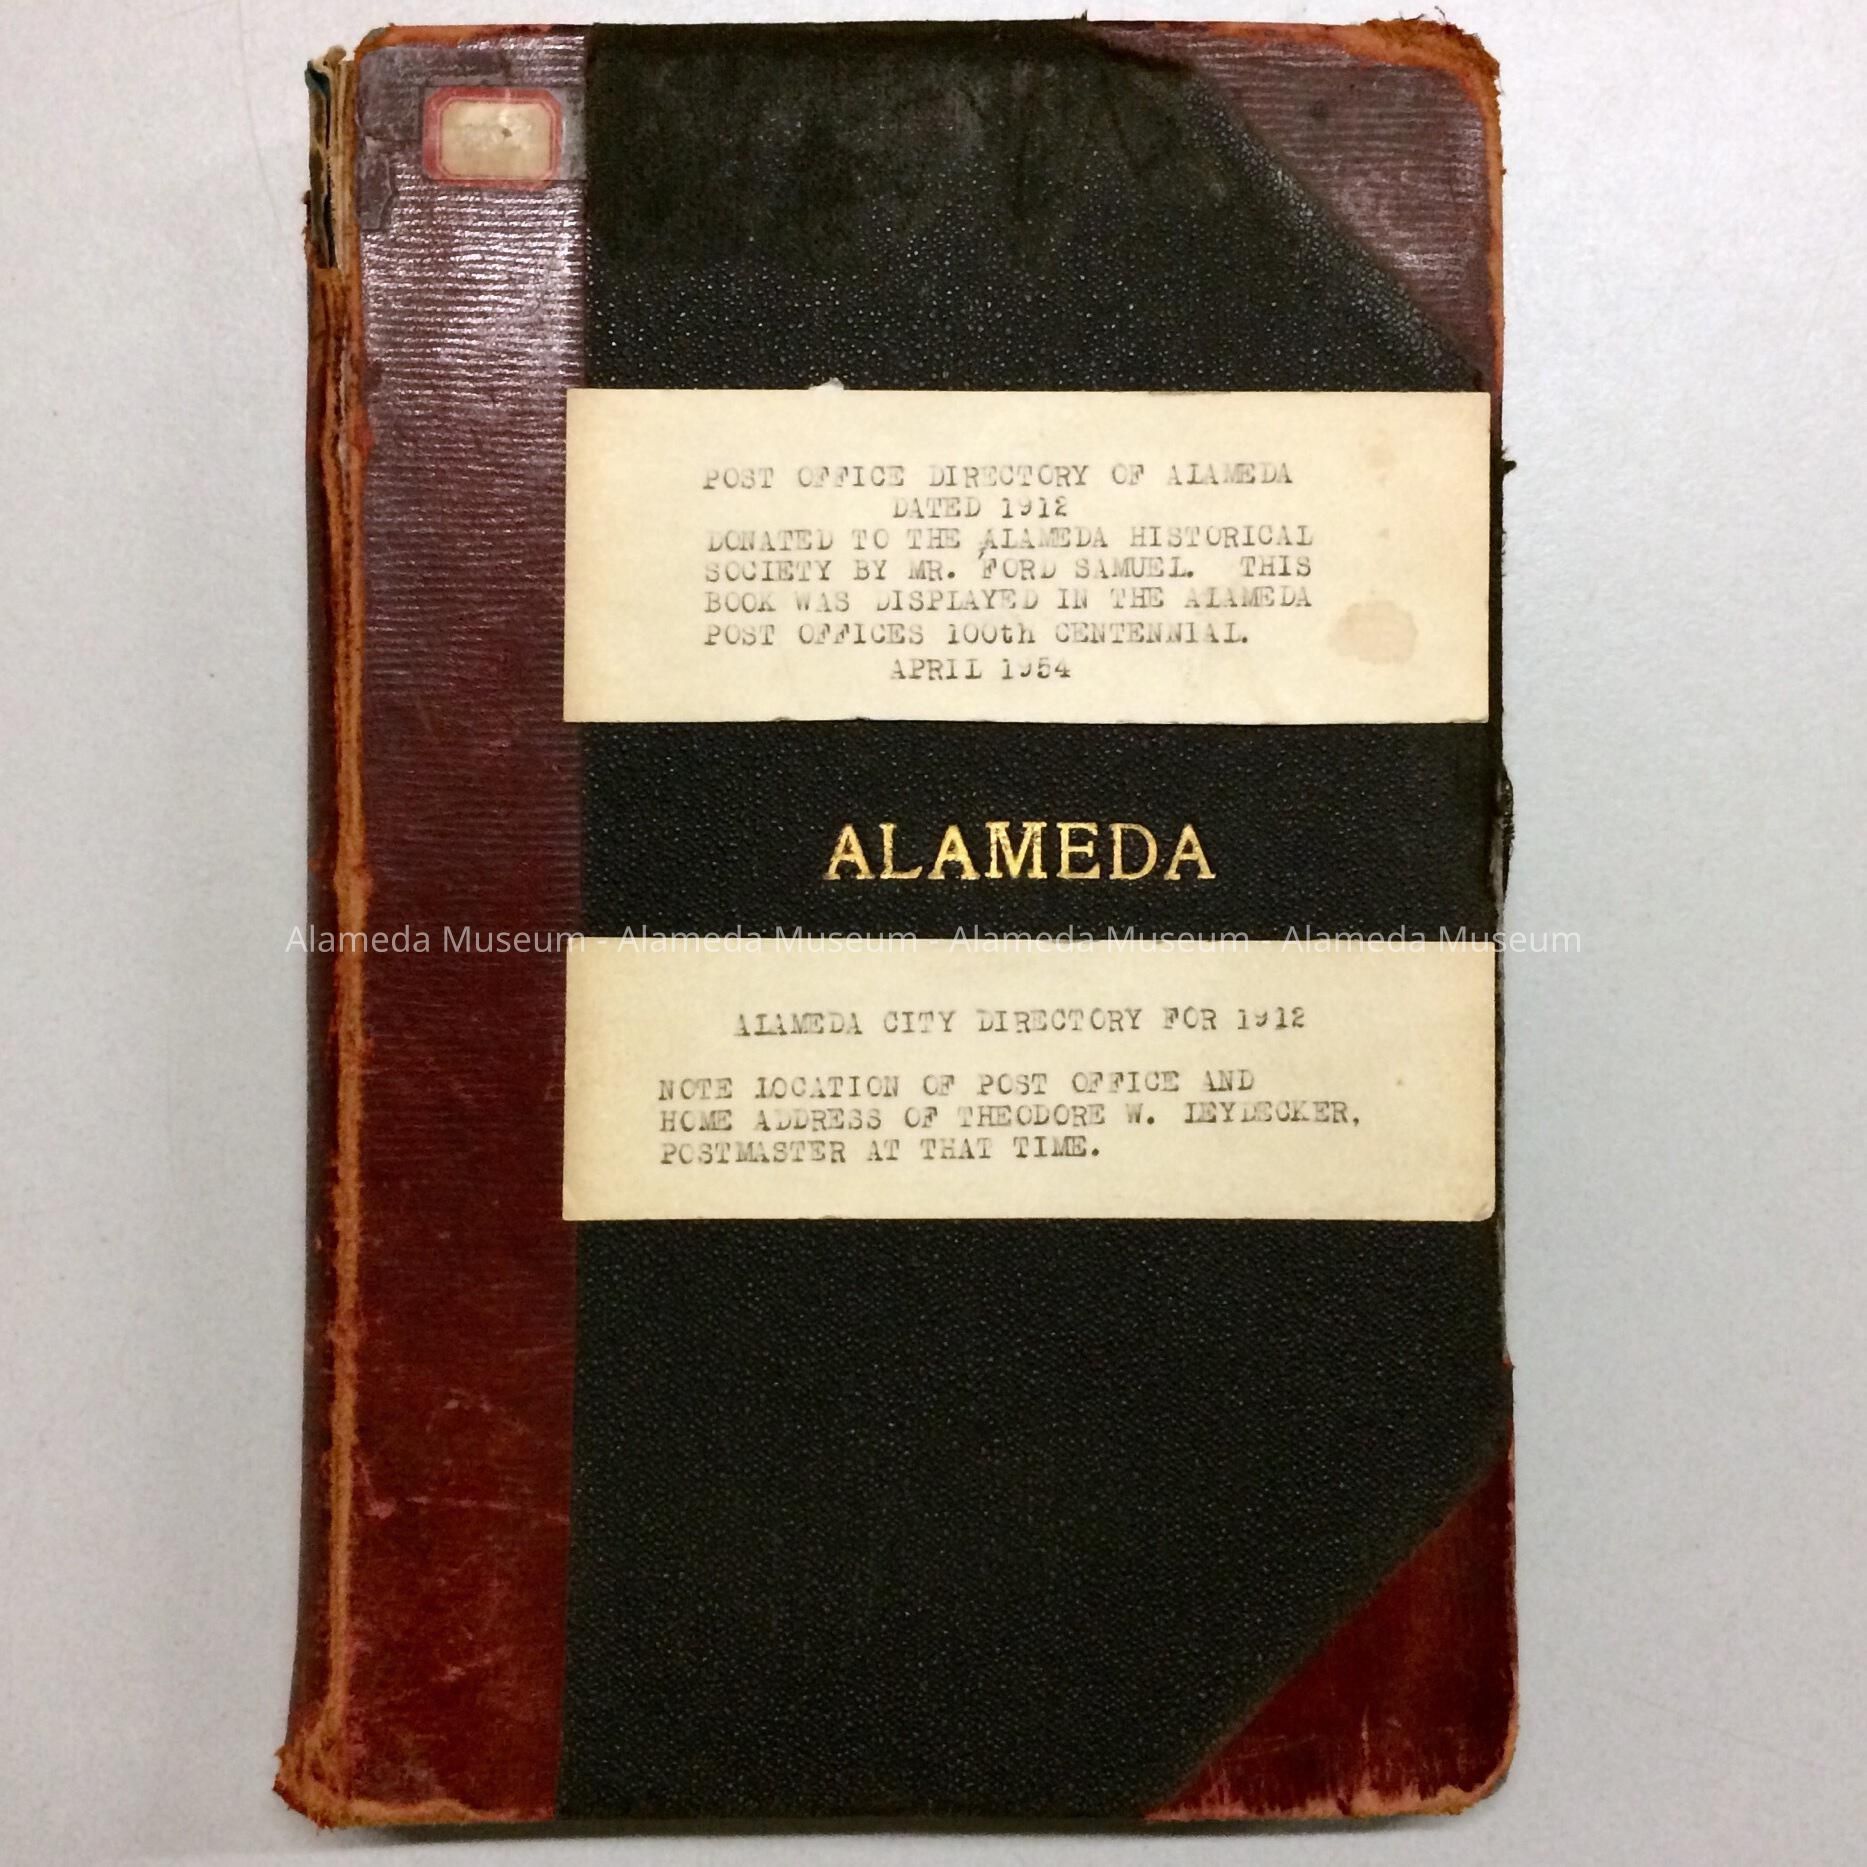 POST OFFICE DIRECTORY OF ALAMEDA
DATED 1912
DONATED TO THE ALAMEDA HISTORICAL
SOCIETY BY MR. FORD SAMUEL. THIS
BOOK WAS DISPLAYED IN THE ALAMEDA
POST OFFICES 100th CENTENNIAL.
APRIL 1954
ALAMEDA
Alameda Museum - Alameda Museum - Alameda Museum - Alameda Museum
ALAMEDA CITY DIRECTORY FOR 1912
NOTE LOCATION OF POST OFFICE AND
HOME ADDRESS OF THEODORE W. LEYDECKER,
POSTMASTER AT THAT TIME.